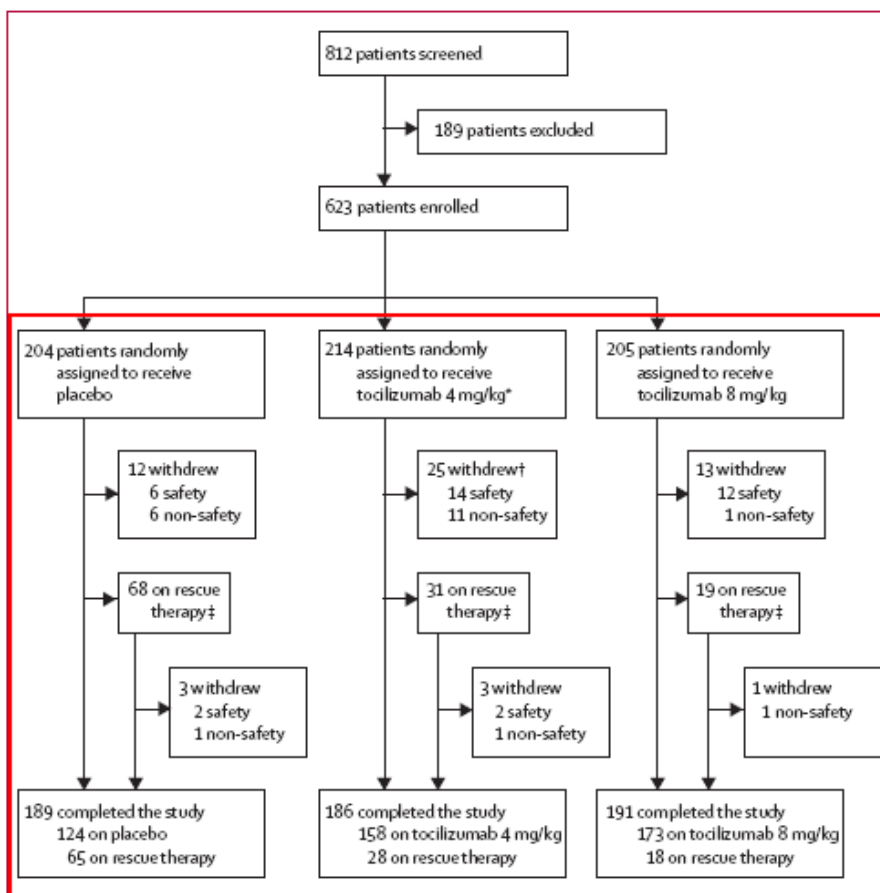 812 patients screened
189 patients excluded
623 patients enrolled
204 patients randomly
assigned to receive
placebo
214 patients randomly
assigned to receive
tocilizumab 4 mg/kg*
205 patients randomly
assigned to receive
tocilizumab 8 mg/kg
12 withdrew
6 safety
6 non-safety
25 withdrew†
14 safety
11 non-safety
13 withdrew
12 safety
1 non-safety
68 on rescue
therapy‡
31 on rescue
therapy‡
19 on rescue
therapy‡
3 withdrew
2 safety
1 non-safety
3 withdrew
2 safety
1 non-safety
1 withdrew
1 non-safety
189 completed the study
124 on placebo
65 on rescue therapy
186 completed the study
158 on tocilizumab 4 mg/kg
28 on rescue therapy
191 completed the study
173 on tocilizumab 8 mg/kg
18 on rescue therapy